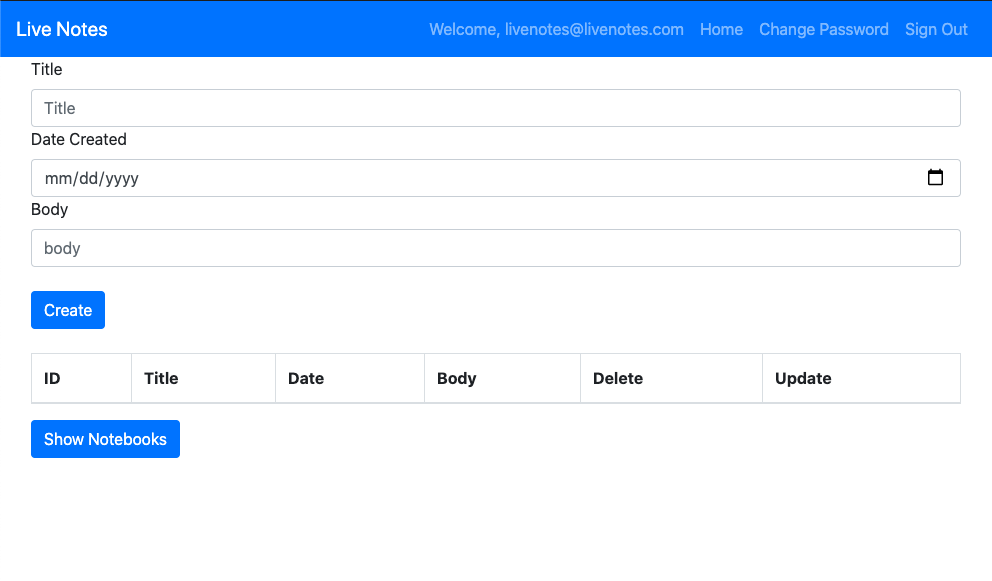 Live Notes Welcome, livenotes@livenotes.com Home Change Password Sign Out
Title
Title
Date Created
mm/dd/yyyy
Body
body
Create
ID Title Date Body Delete Update
Show Notebooks